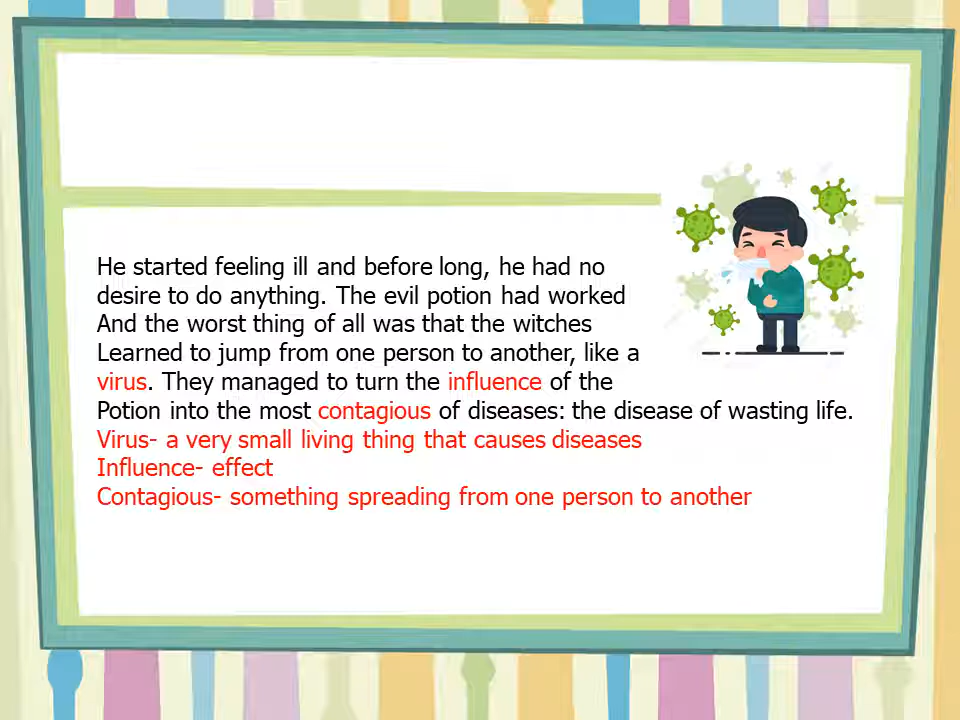 He started feeling ill and before long, he had no
desire to do anything. The evil potion had worked
And the worst thing of all was that the witches
Learned to jump from one person to another, like a
virus. They managed to turn the influence of the
Potion into the most contagious of diseases: the disease of wasting life.
Virus- a very small living thing that causes diseases
Influence- effect
Contagious- something spreading from one person to another